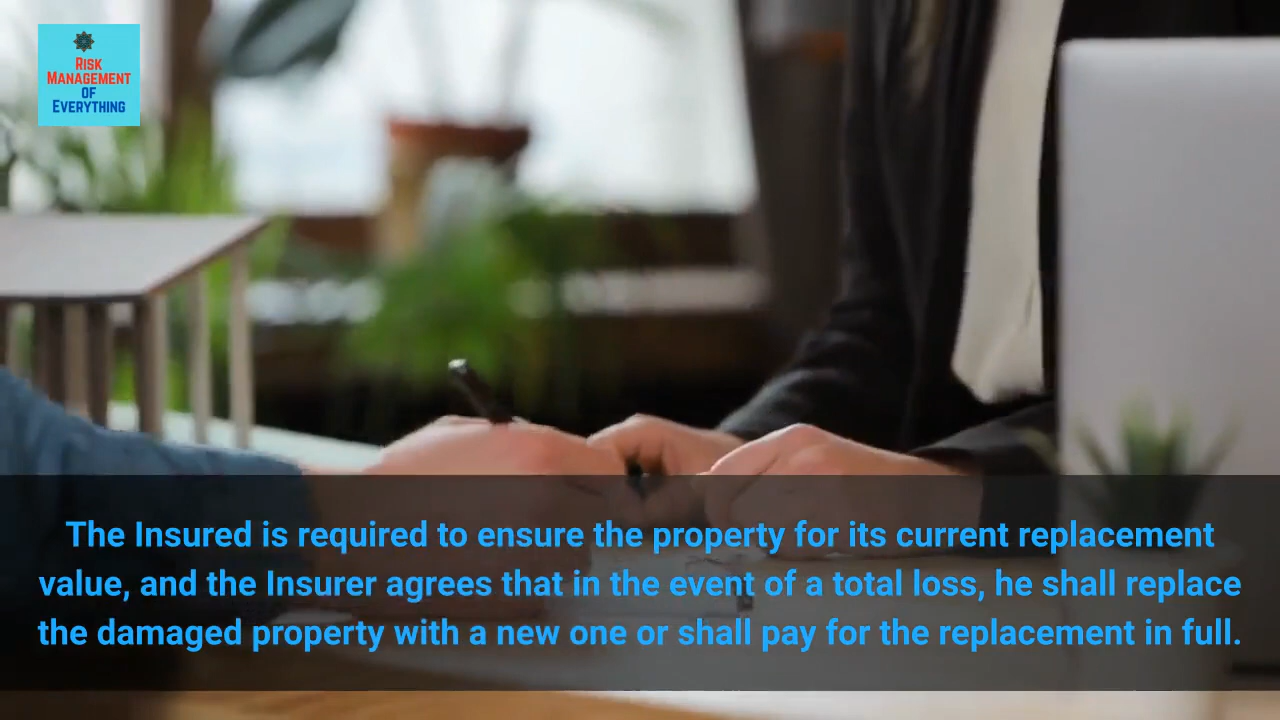 RISK
MANAGEMENT
OF
EVERYTHING
The Insured is required to ensure the property for its current replacement
value, and the Insurer agrees that in the event of a total loss, he shall replace
the damaged property with a new one or shall pay for the replacement in full.